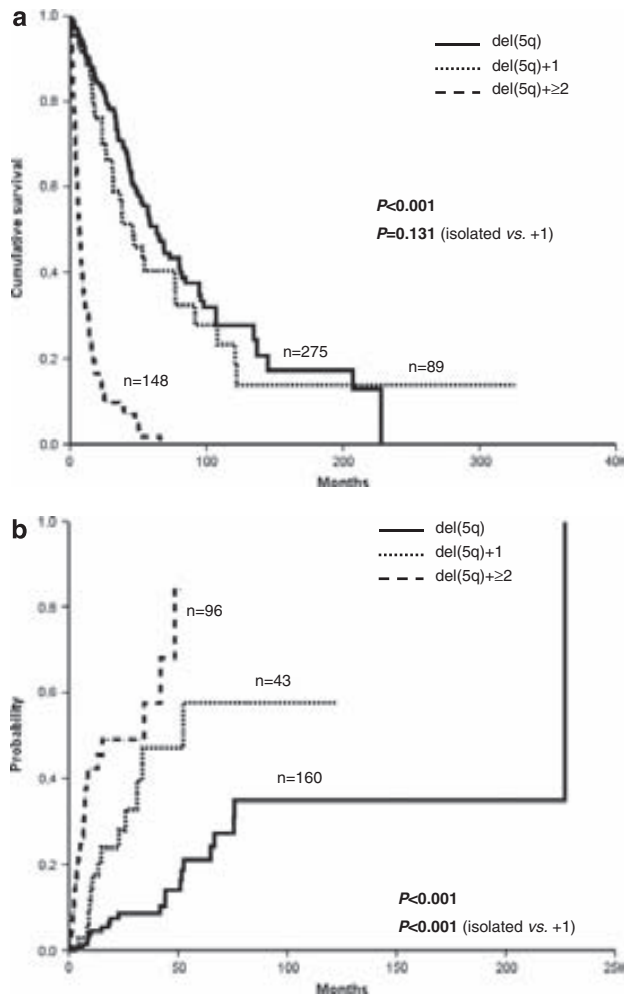 a
del(5q)
del(5q)+1
del(5q)+≥2
1.0
0.8
0.6
0.4
0.2
0.0
Cumulative survival
P<0.001
P=0.131 (isolated vs. +1)
n=275
n=89
n=148
0
100
200
300
Months
b
del(5q)
del(5q)+1
del(5q)+≥2
1.0
0.8
0.6
0.4
0.2
0.0
Probability
n=96
n=43
n=160
P<0.001
P<0.001 (isolated vs. +1)
0
50
100
150
200
Months